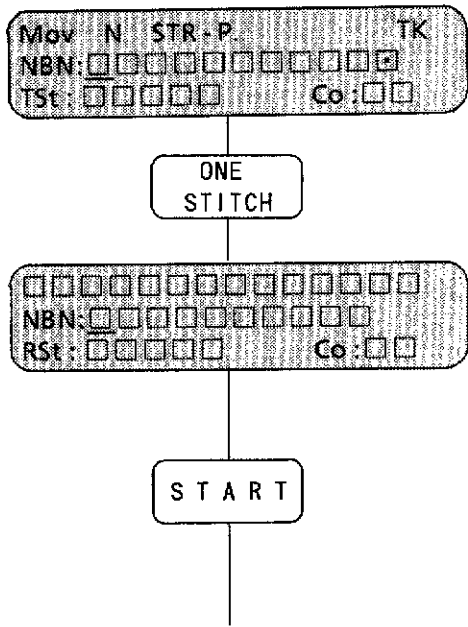 Mov N STR-P. TK
NBN:□□□□□□□□□□⊡
TSt:□□□□□ Co:□□
ONE
STITCH
□□□□□□□□□□□□□□
NBN:□□□□□□□□□□
RSt:□□□□□ Co:□□
START